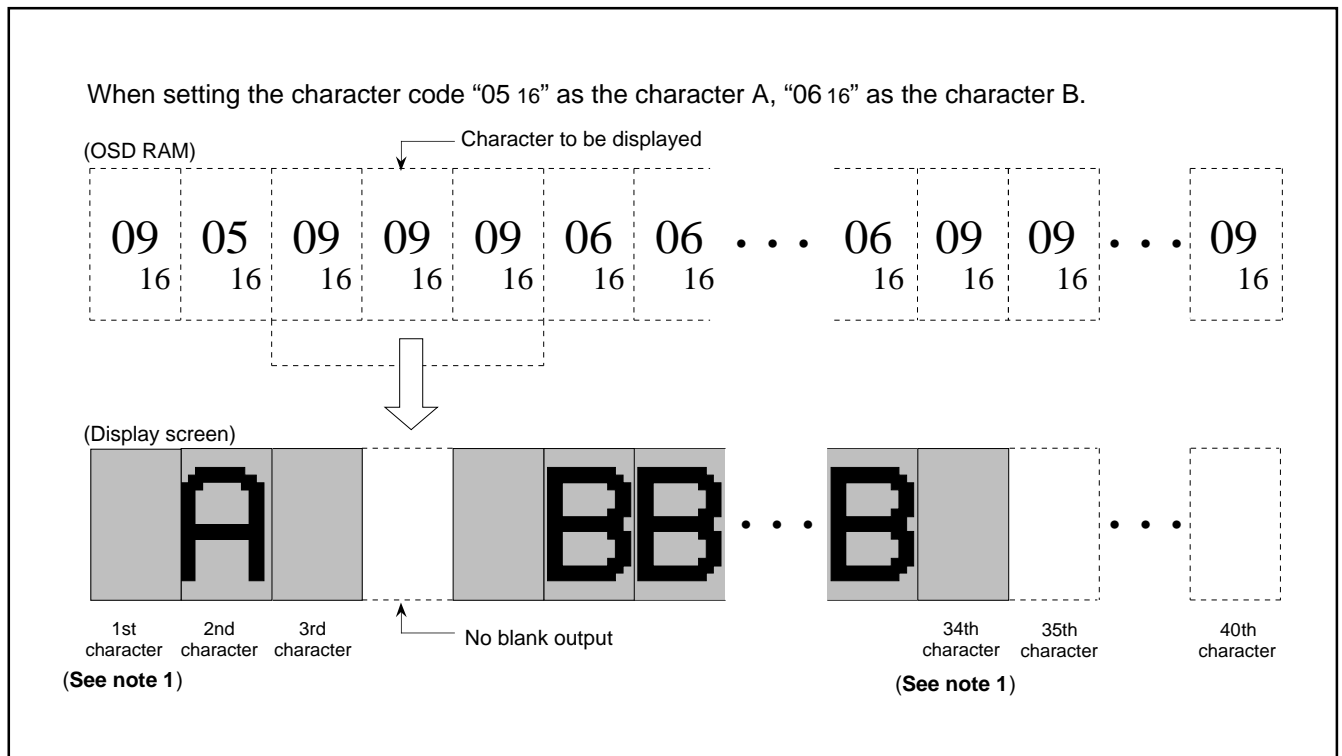 When setting the character code “05 16” as the character A, “06 16” as the character B.
Character to be displayed
(OSD RAM)
09 05 09 09 09 06 06 • • • 06 09 09 • • • 09
16 16 16 16 16 16 16 16 16 16 16
(Display screen)
A B B • • • B • • •
No blank output
1st 2nd 3rd 34th 35th 40th
character character character character character character
(See note 1) (See note 1)